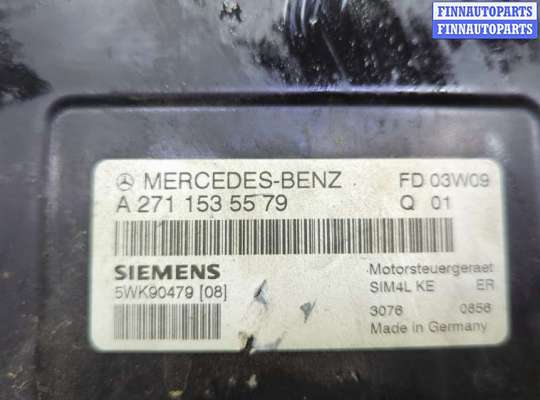 FINNAUTOPARTS
FINNAUTOPARTS
MERCEDES-BENZ FD 03W09
A 271 153 55 79 Q 01
SIEMENS Motorsteuergeraet
5WK90479 [08] SIM4L KE ER
3076 0856
Made in Germany